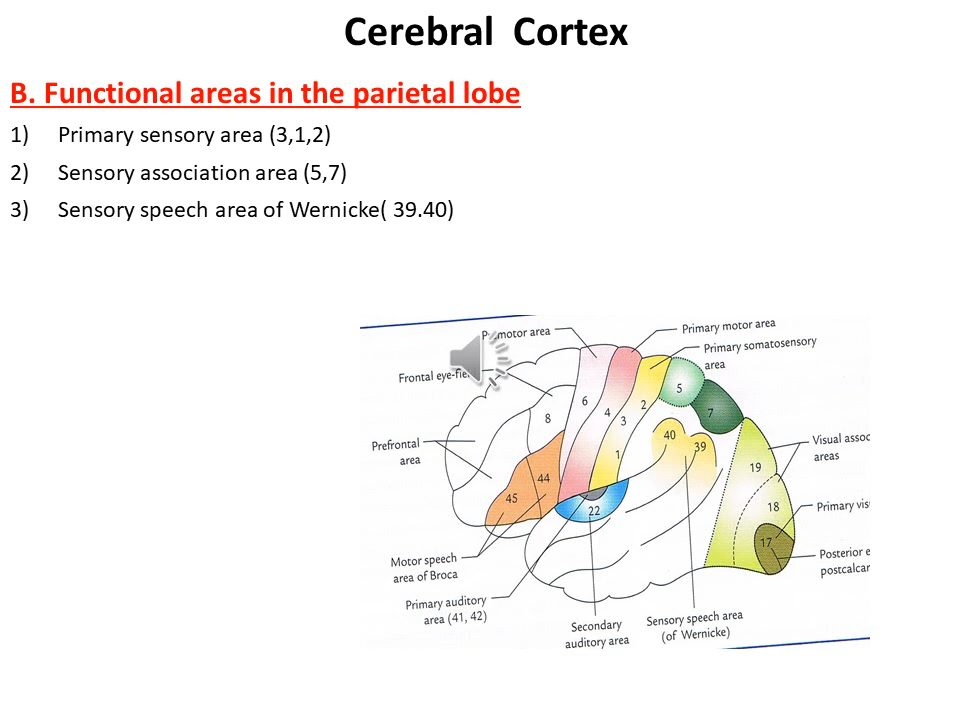 Cerebral Cortex
B. Functional areas in the parietal lobe
1) Primary sensory area (3,1,2)
2) Sensory association area (5,7)
3) Sensory speech area of Wernicke( 39.40)
motor area
Primary motor area
Primary somatosensory
area
Frontal
5
7
2
6
4
3
8
40
39
Prefrontal
area
Visual
areas
1
19
44
45
22
18
Primary
17
Motor speech
area of Broca
Posterior
Primary auditory
area (41, 42)
Secondary
auditory area
Sensory speech area
(of Wernicke)